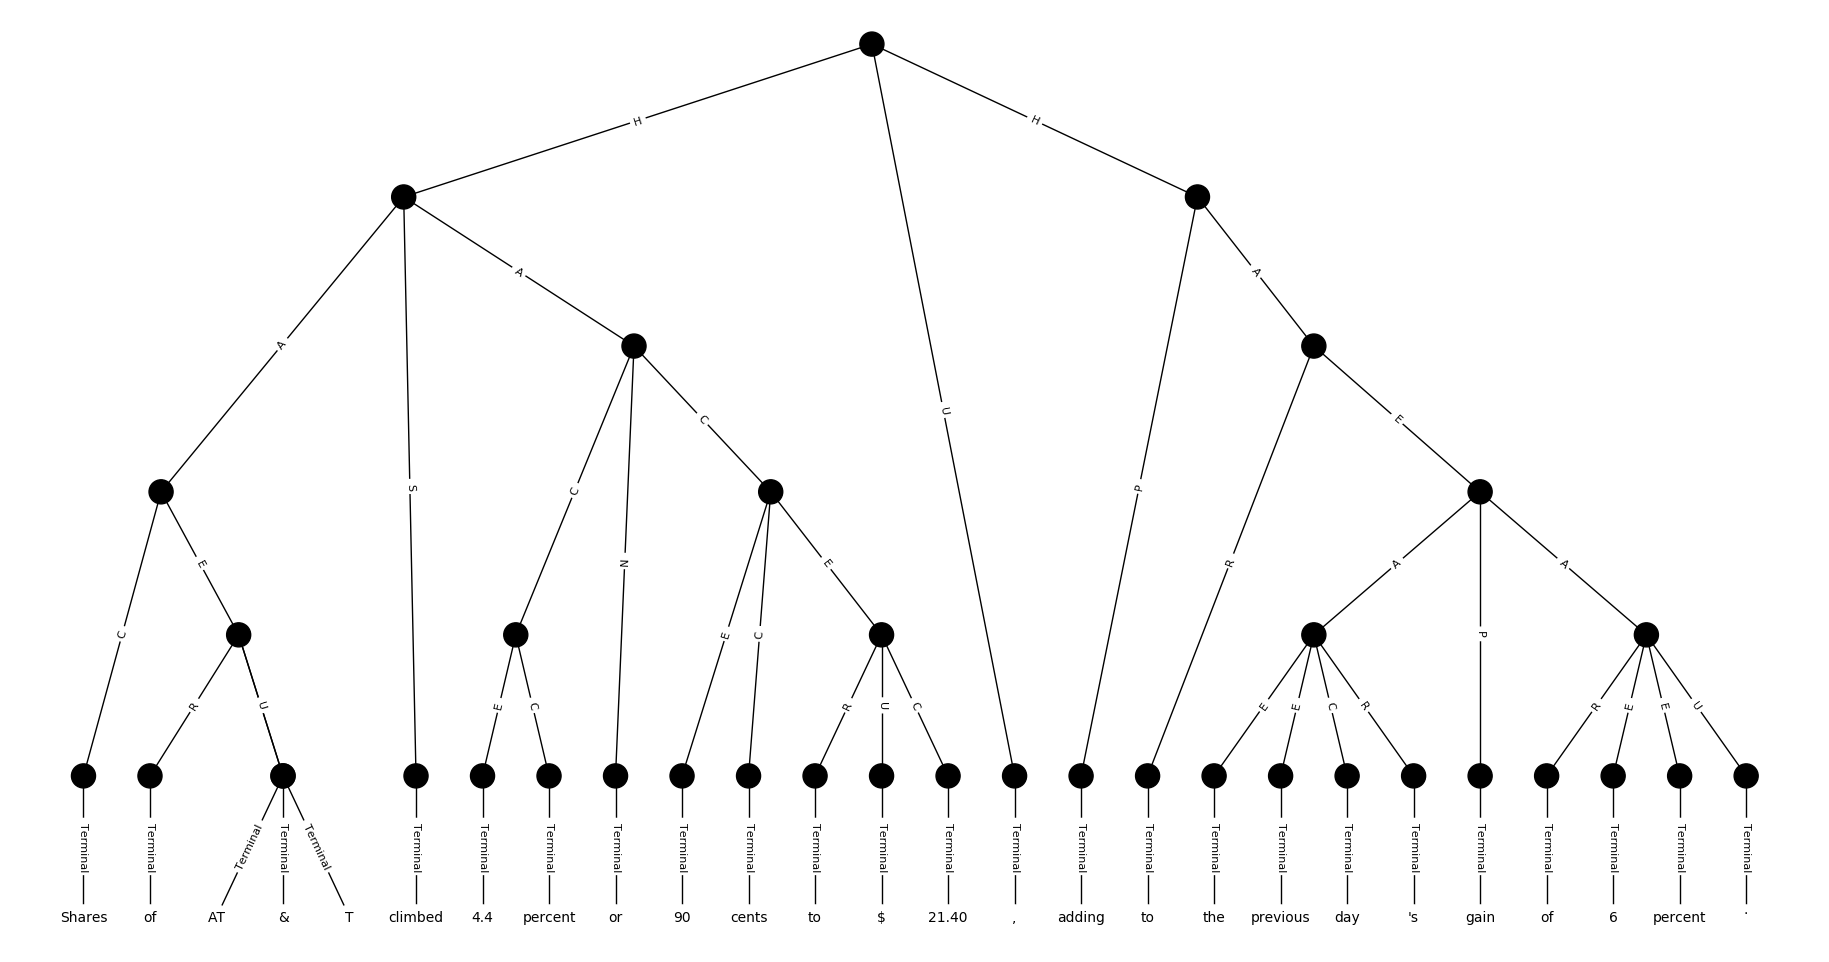 H H
A A A
S C N C U P R E
C E E C E A P A
R U E C R U C E E C R R E E U
Terminal Terminal Terminal Terminal Terminal Terminal Terminal Terminal Terminal Terminal Terminal Terminal Terminal Terminal Terminal Terminal Terminal Terminal Terminal Terminal Terminal Terminal Terminal Terminal Terminal Terminal
Shares of AT & T climbed 4.4 percent or 90 cents to $ 21.40 , adding to the previous day 's gain of 6 percent .